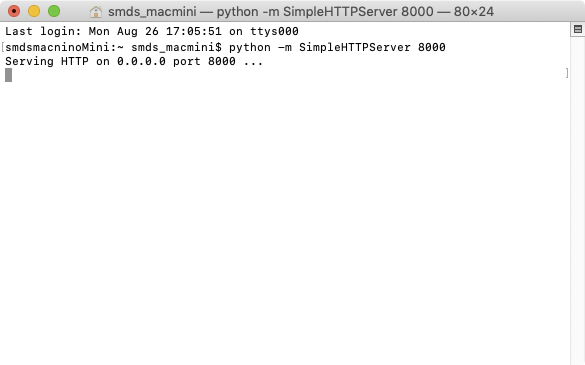 smds_macmini — python -m SimpleHTTPServer 8000 — 80×24
Last login: Mon Aug 26 17:05:51 on ttys000
[smdsmacninoMini:~ smds_macmini$ python -m SimpleHTTPServer 8000 ]
Serving HTTP on 0.0.0.0 port 8000 ...